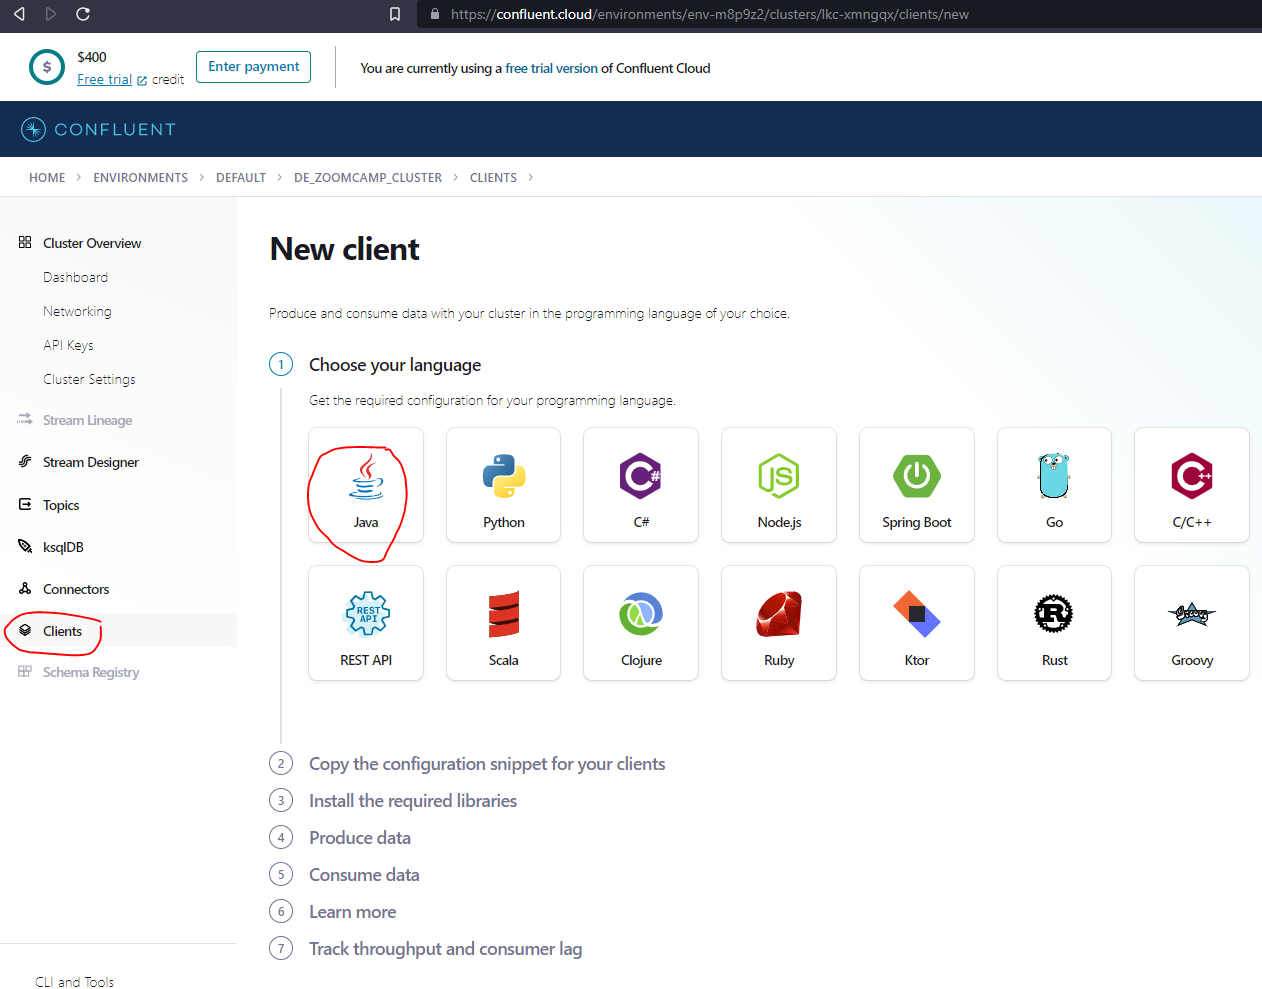 https://confluent.cloud/environments/env-m8p9z2/clusters/lkc-xmngqx/clients/new
$
$400
Free trial credit
Enter payment
You are currently using a free trial version of Confluent Cloud
CONFLUENT
HOME > ENVIRONMENTS > DEFAULT > DE_ZOOMCAMP_CLUSTER > CLIENTS >
Cluster Overview
Dashboard
Networking
API Keys
Cluster Settings
Stream Lineage
Stream Designer
Topics
ksqlDB
Connectors
Clients
Schema Registry
CLI and Tools
New client
Produce and consume data with your cluster in the programming language of your choice.
1 Choose your language
Get the required configuration for your programming language.
Java
Python
C#
C#
JS
Node.js
Spring Boot
Go
C++
C/C++
REST API
REST API
Scala
Clojure
Ruby
Ktor
R
Rust
Groovy
Groovy
2 Copy the configuration snippet for your clients
3 Install the required libraries
4 Produce data
5 Consume data
6 Learn more
7 Track throughput and consumer lag